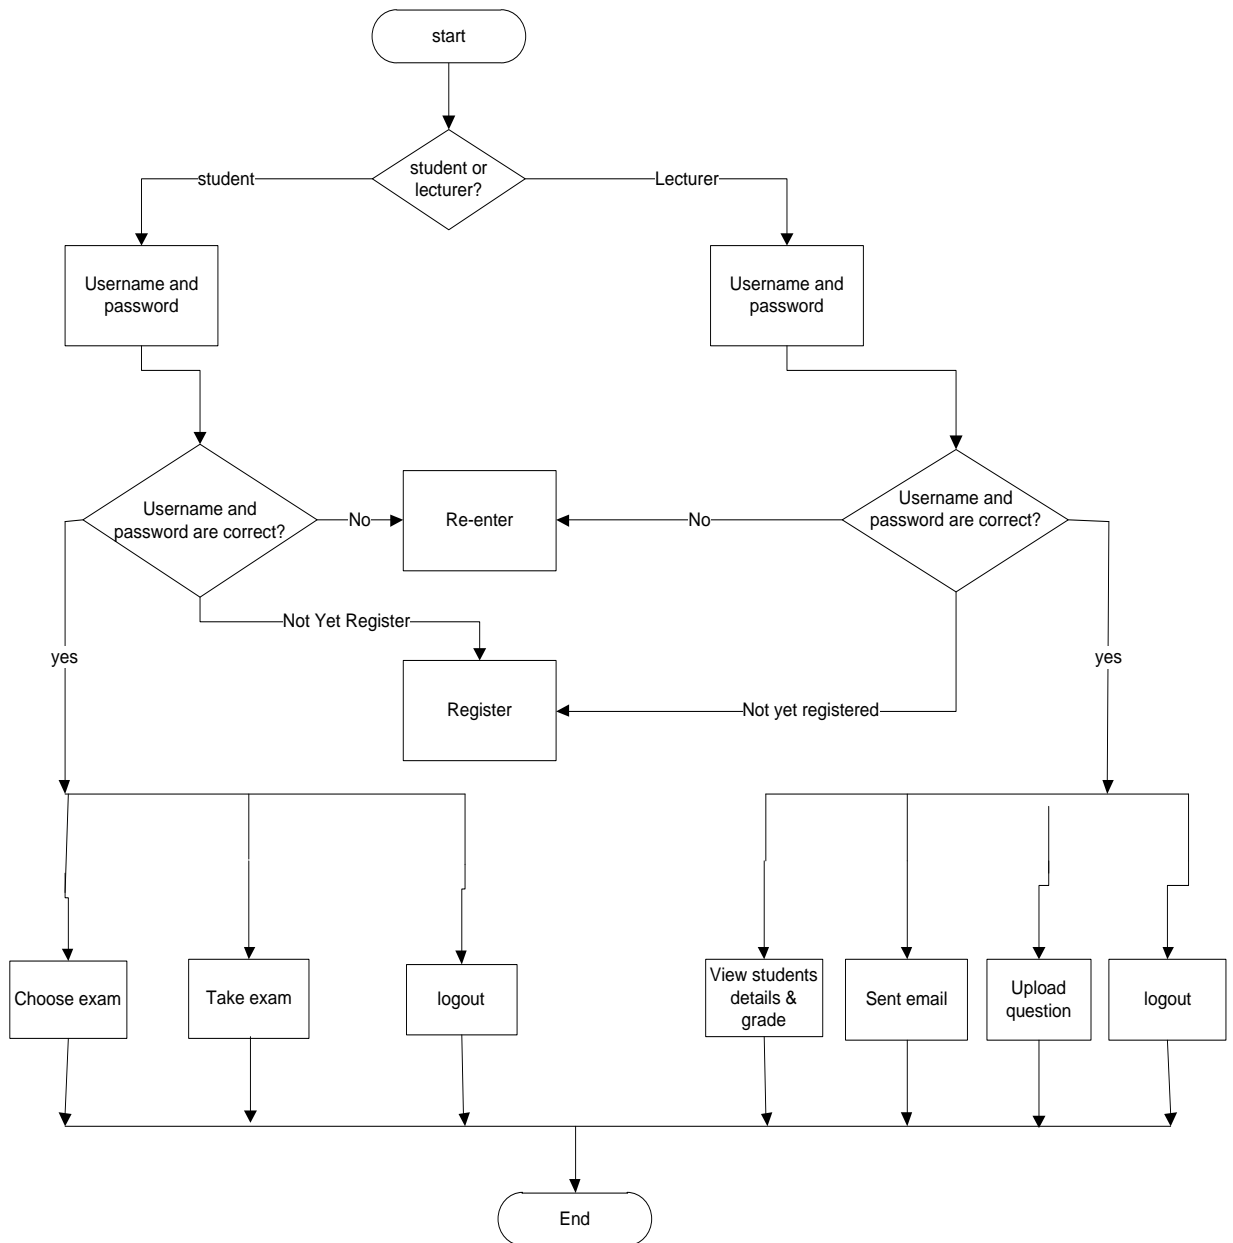 start
student or
lecturer?
student
Lecturer
Username and
password
Username and
password
Username and
password are correct?
No
Re-enter
No
Username and
password are correct?
Not Yet Register
yes
yes
Register
Not yet registered
Choose exam
Take exam
logout
View students
details &
grade
Sent email
Upload
question
logout
End